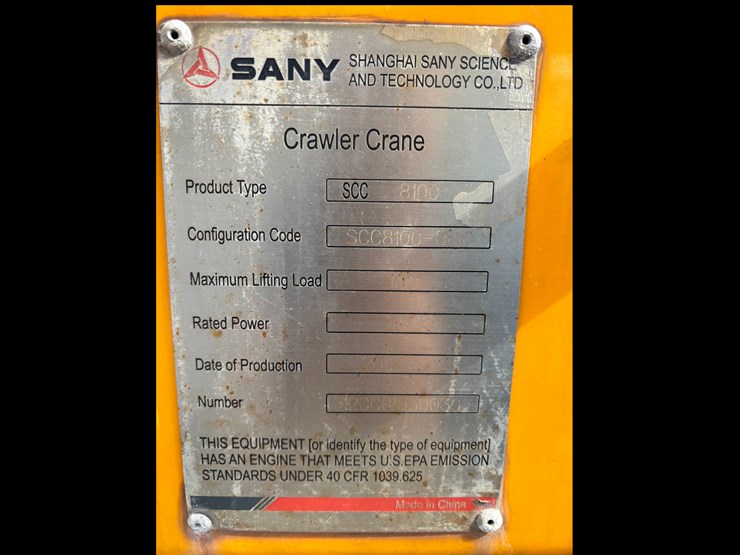 SANY
SHANGHAI SANY SCIENCE
AND TECHNOLOGY CO.,LTD
Crawler Crane
Product Type SCC 8100
Configuration Code
Maximum Lifting Load
Rated Power
Date of Production
Number
THIS EQUIPMENT [or identify the type of equipment]
HAS AN ENGINE THAT MEETS U.S.EPA EMISSION
STANDARDS UNDER 40 CFR 1039.625
Made in China